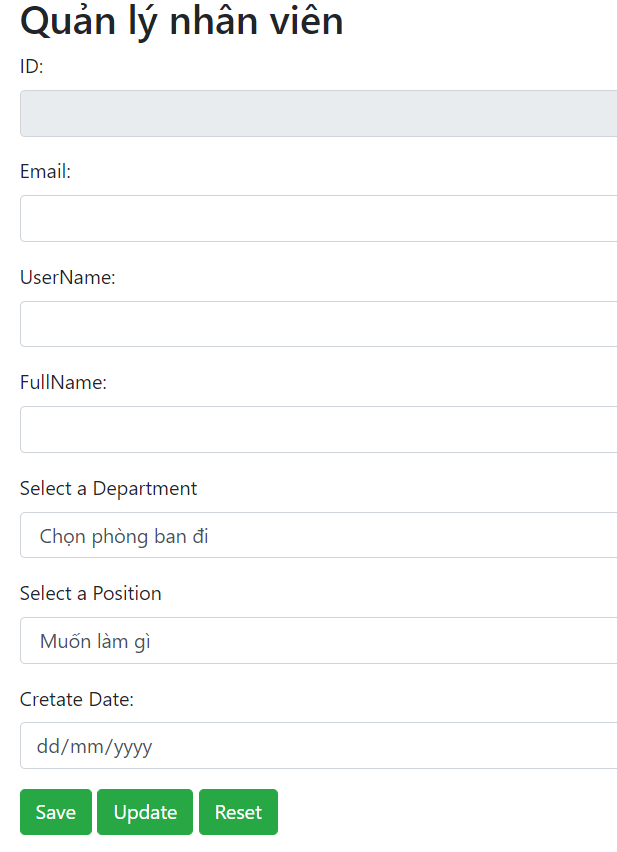 Quản lý nhân viên
ID:
Email:
UserName:
FullName:
Select a Department
Chọn phòng ban đi
Select a Position
Muốn làm gì
Cretate Date:
dd/mm/yyyy
Save Update Reset